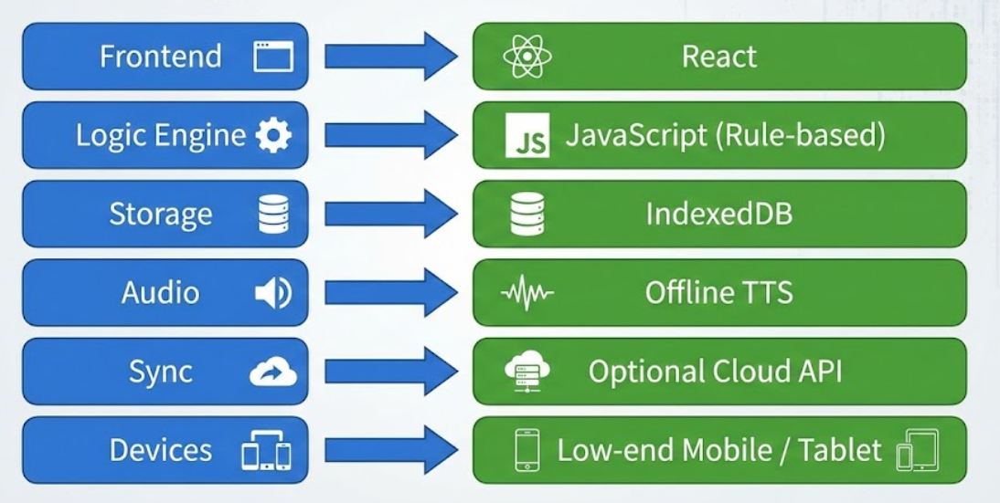 Frontend
React
Logic Engine
JS JavaScript (Rule-based)
Storage
IndexedDB
Audio
Offline TTS
Sync
Optional Cloud API
Devices
Low-end Mobile / Tablet